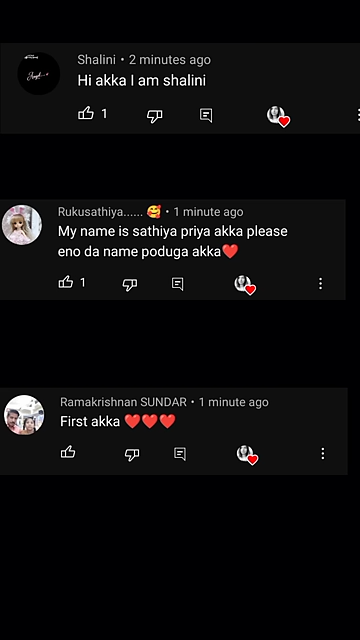 Shalini • 2 minutes ago
Hi akka I am shalini
1
Rukusathiya...... 🥰 • 1 minute ago
My name is sathiya priya akka please
eno da name poduga akka❤️
1
Ramakrishnan SUNDAR • 1 minute ago
First akka ❤️❤️❤️